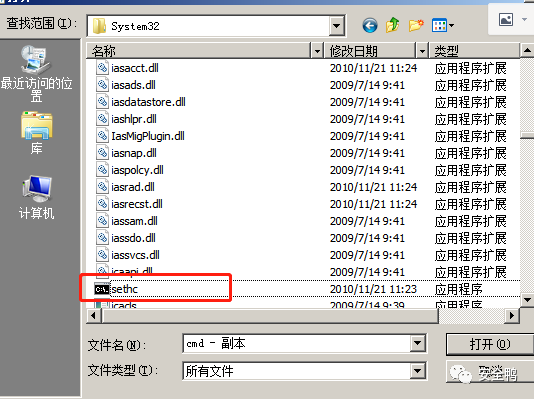 查找范围(I): System32
名称 修改日期 类型
iasacct.dll 2010/11/21 11:24 应用程序扩展
iasads.dll 2009/7/14 9:41 应用程序扩展
iasdatastore.dll 2009/7/14 9:41 应用程序扩展
iashlpr.dll 2009/7/14 9:41 应用程序扩展
IasMigPlugin.dll 2009/7/14 9:41 应用程序扩展
iasnap.dll 2009/7/14 9:41 应用程序扩展
iaspolcy.dll 2009/7/14 9:41 应用程序扩展
iasrad.dll 2010/11/21 11:24 应用程序扩展
iasrecst.dll 2010/11/21 11:24 应用程序扩展
iassam.dll 2009/7/14 9:41 应用程序扩展
iassdo.dll 2009/7/14 9:41 应用程序扩展
iassvcs.dll 2009/7/14 9:41 应用程序扩展
icaapi.dll 2009/7/14 9:41 应用程序扩展
C:\. sethc 2010/11/21 11:23 应用程序
icacls 2009/7/14 9:39 应用程序
最近访问的位
置
库
计算机
文件名(N): cmd - 副本 打开(O)
文件类型(T): 所有文件 取消
安全鸭